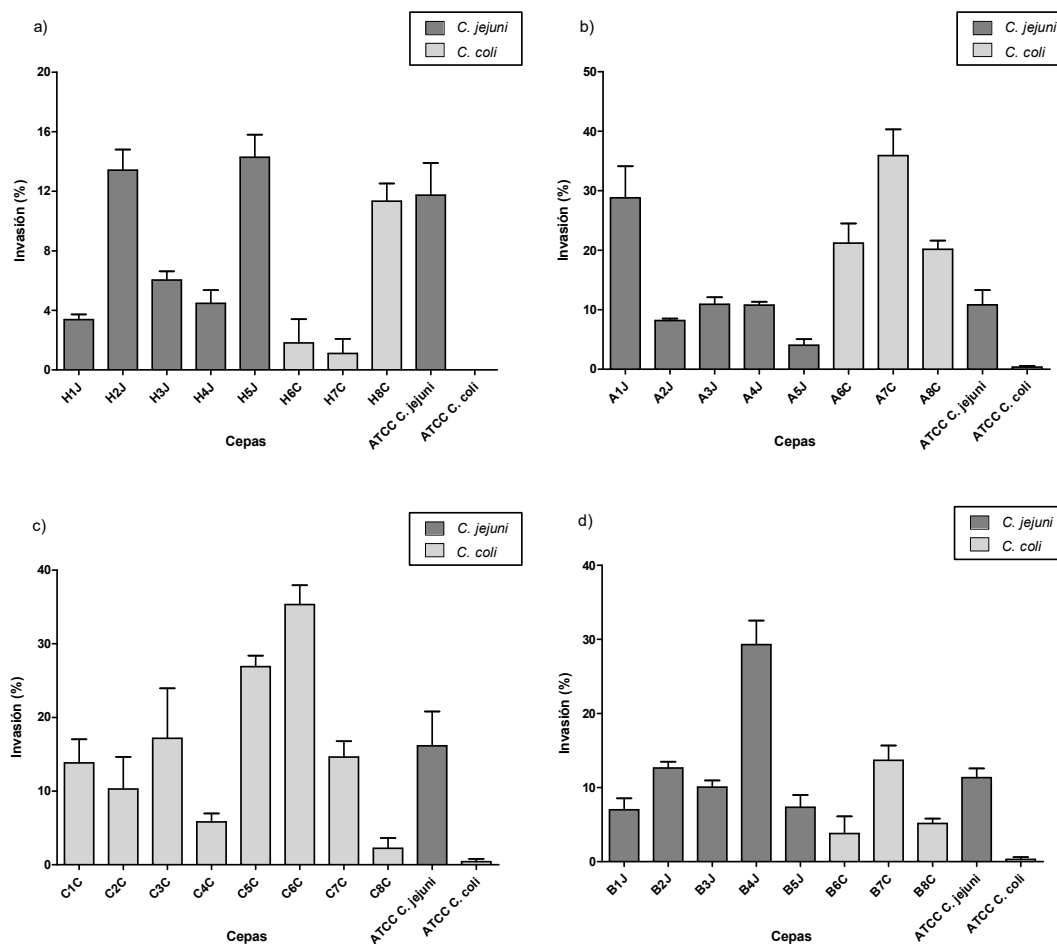 a)
C. jejuni
C. coli
20
16
12
8
4
0
Invasión (%)
H1J
H2J
H3J
H4J
H5J
H6C
H7C
H8C
ATCC C. jejuni
ATCC C. coli
Cepas
b)
C. jejuni
C. coli
50
40
30
20
10
0
Invasión (%)
A1J
A2J
A3J
A4J
A5J
A6C
A7C
A8C
ATCC C. jejuni
ATCC C. coli
Cepas
c)
C. jejuni
C. coli
40
30
20
10
0
Invasión (%)
C1C
C2C
C3C
C4C
C5C
C6C
C7C
C8C
ATCC C. jejuni
ATCC C. coli
Cepas
d)
C. jejuni
C. coli
40
30
20
10
0
Invasión (%)
B1J
B2J
B3J
B4J
B5J
B6C
B7C
B8C
ATCC C. jejuni
ATCC C. coli
Cepas